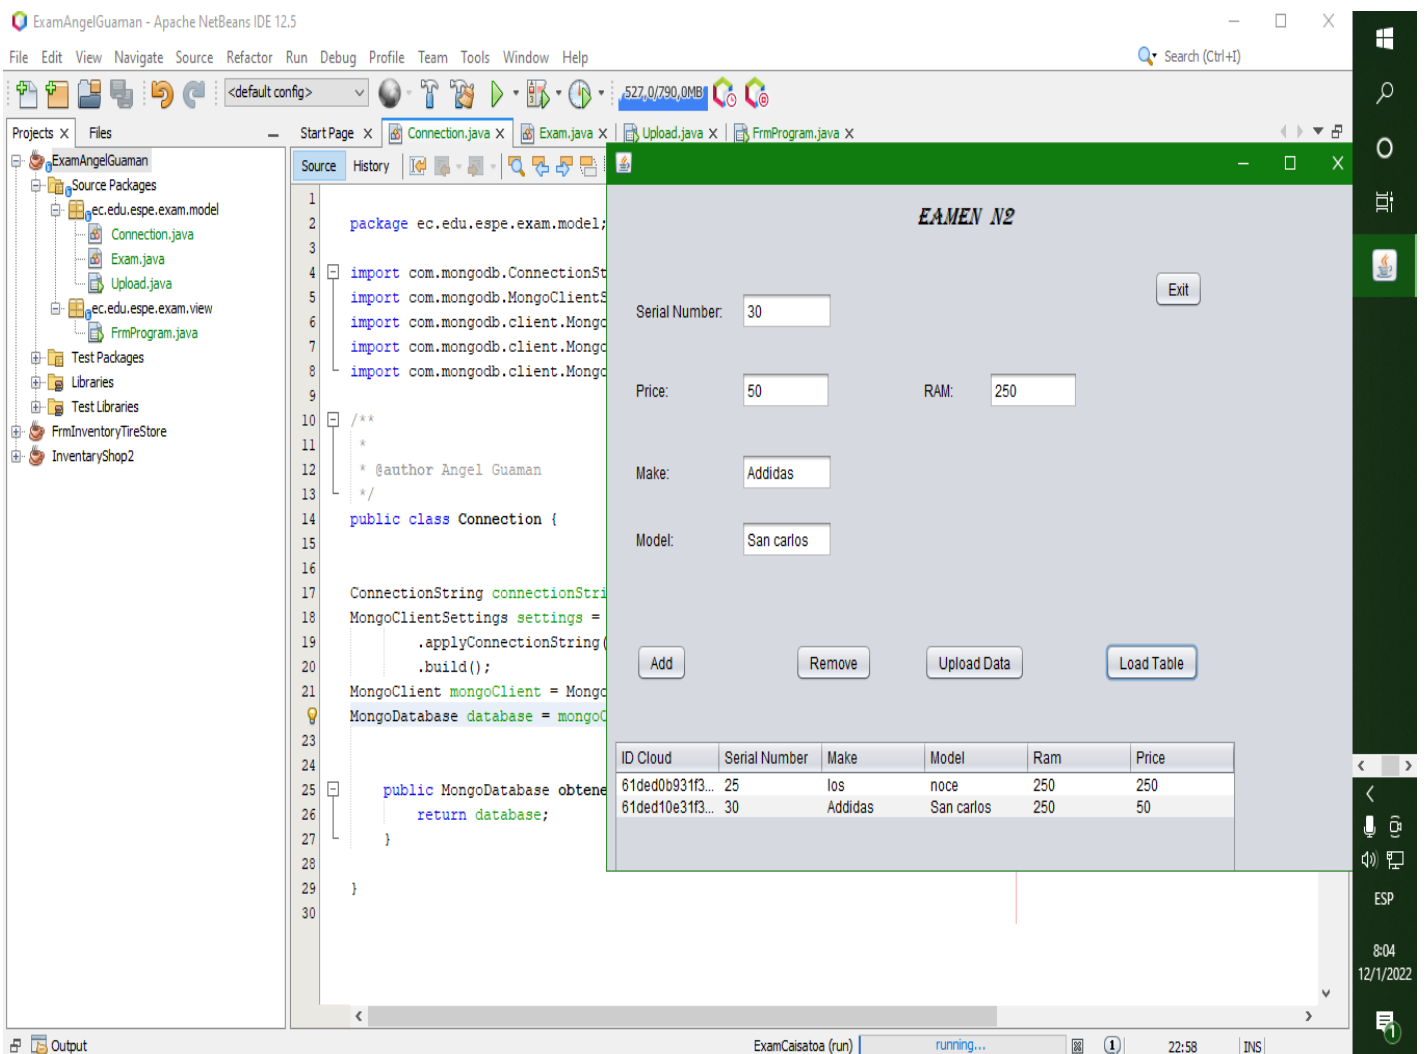 ExamAngelGuaman - Apache NetBeans IDE 12.5
File Edit View Navigate Source Refactor Run Debug Profile Team Tools Window Help
Search (Ctrl+I)
<default config>
527,0/790,0MB
Projects X Files
Start Page X Connection.java X Exam.java X Upload.java X FrmProgram.java X
Source History
ExamAngelGuaman
Source Packages
ec.edu.espe.exam.model
Connection.java
Exam.java
Upload.java
ec.edu.espe.exam.view
FrmProgram.java
Test Packages
Libraries
Test Libraries
FrmInventoryTireStore
InventaryShop2
1
2 package ec.edu.espe.exam.model;
3
4 import com.mongodb.ConnectionSt
5 import com.mongodb.MongoClientS
6 import com.mongodb.client.Mongo
7 import com.mongodb.client.Mongo
8 import com.mongodb.client.Mongo
9
10 /**
11 *
12 * @author Angel Guaman
13 */
14 public class Connection {
15
16
17 ConnectionString connectionStri
18 MongoClientSettings settings =
19 .applyConnectionString(
20 .build();
21 MongoClient mongoClient = Mongo
MongoDatabase database = mongoC
23
24
25 public MongoDatabase obtene
26 return database;
27 }
28
29 }
30
EAMEN N2
Exit
Serial Number: 30
Price: 50 RAM: 250
Make: Addidas
Model: San carlos
Add Remove Upload Data Load Table
ID Cloud Serial Number Make Model Ram Price
61ded0b931f3... 25 los noce 250 250
61ded10e31f3... 30 Addidas San carlos 250 50
Output
ExamCaisatoa (run) running... 1 22:58 INS
ESP
8:04
12/1/2022
1